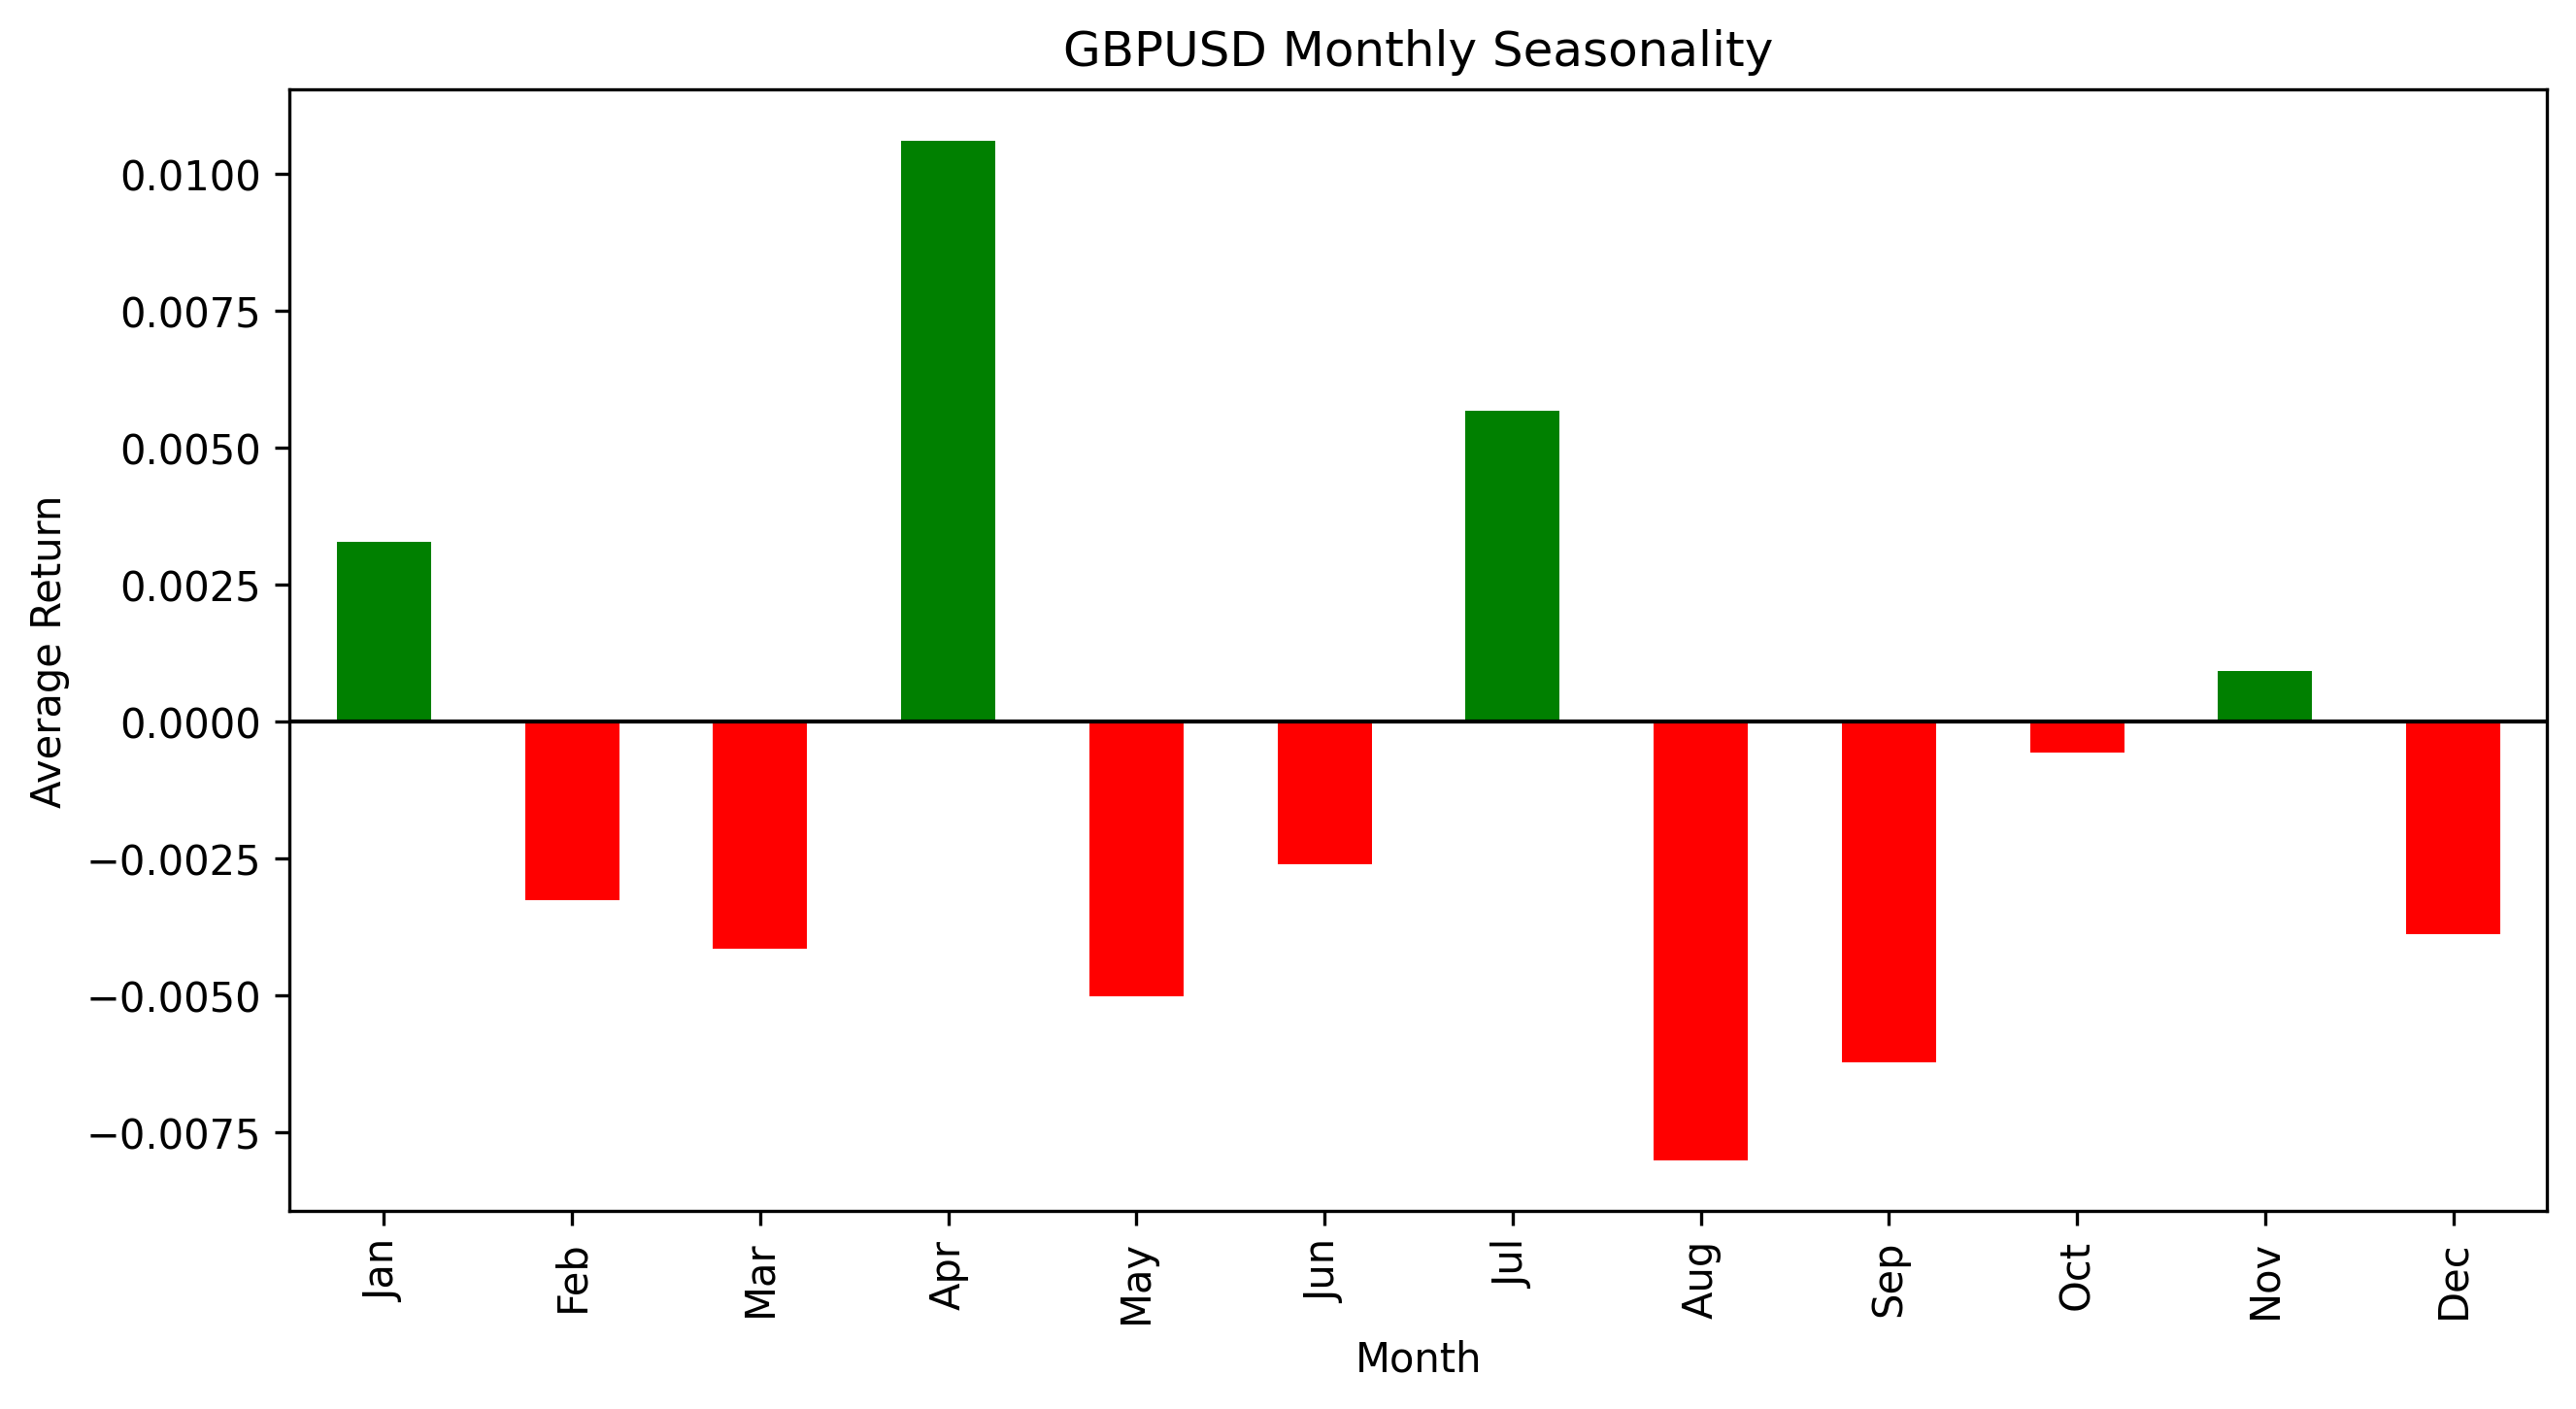 GBPUSD Monthly Seasonality
Average Return
0.0100
0.0075
0.0050
0.0025
0.0000
−0.0025
−0.0050
−0.0075
Jan
Feb
Mar
Apr
May
Jun
Jul
Aug
Sep
Oct
Nov
Dec
Month